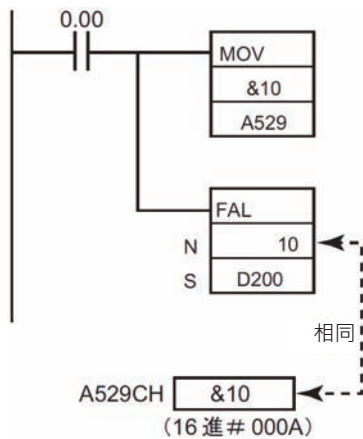 0.00
MOV
&10
A529
FAL
N 10
S D200
相同
A529CH &10
(16進＃000A)